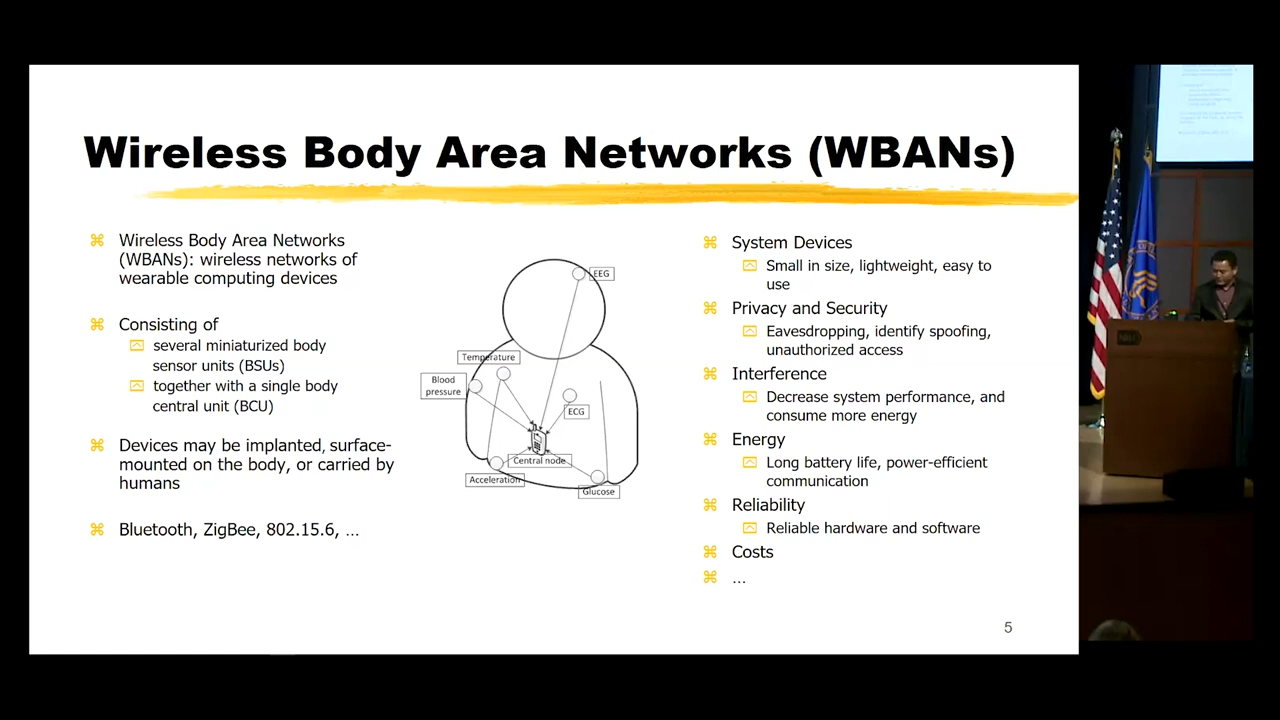 Wireless Body Area Networks (WBANs)
Wireless Body Area Networks
(WBANs): wireless networks of
wearable computing devices
Consisting of
several miniaturized body
sensor units (BSUs)
together with a single body
central unit (BCU)
Devices may be implanted, surface-
mounted on the body, or carried by
humans
Bluetooth, ZigBee, 802.15.6, ...
EEG
Temperature
Blood
pressure
ECG
Central node
Acceleration
Glucose
System Devices
Small in size, lightweight, easy to
use
Privacy and Security
Eavesdropping, identify spoofing,
unauthorized access
Interference
Decrease system performance, and
consume more energy
Energy
Long battery life, power-efficient
communication
Reliability
Reliable hardware and software
Costs
...
5